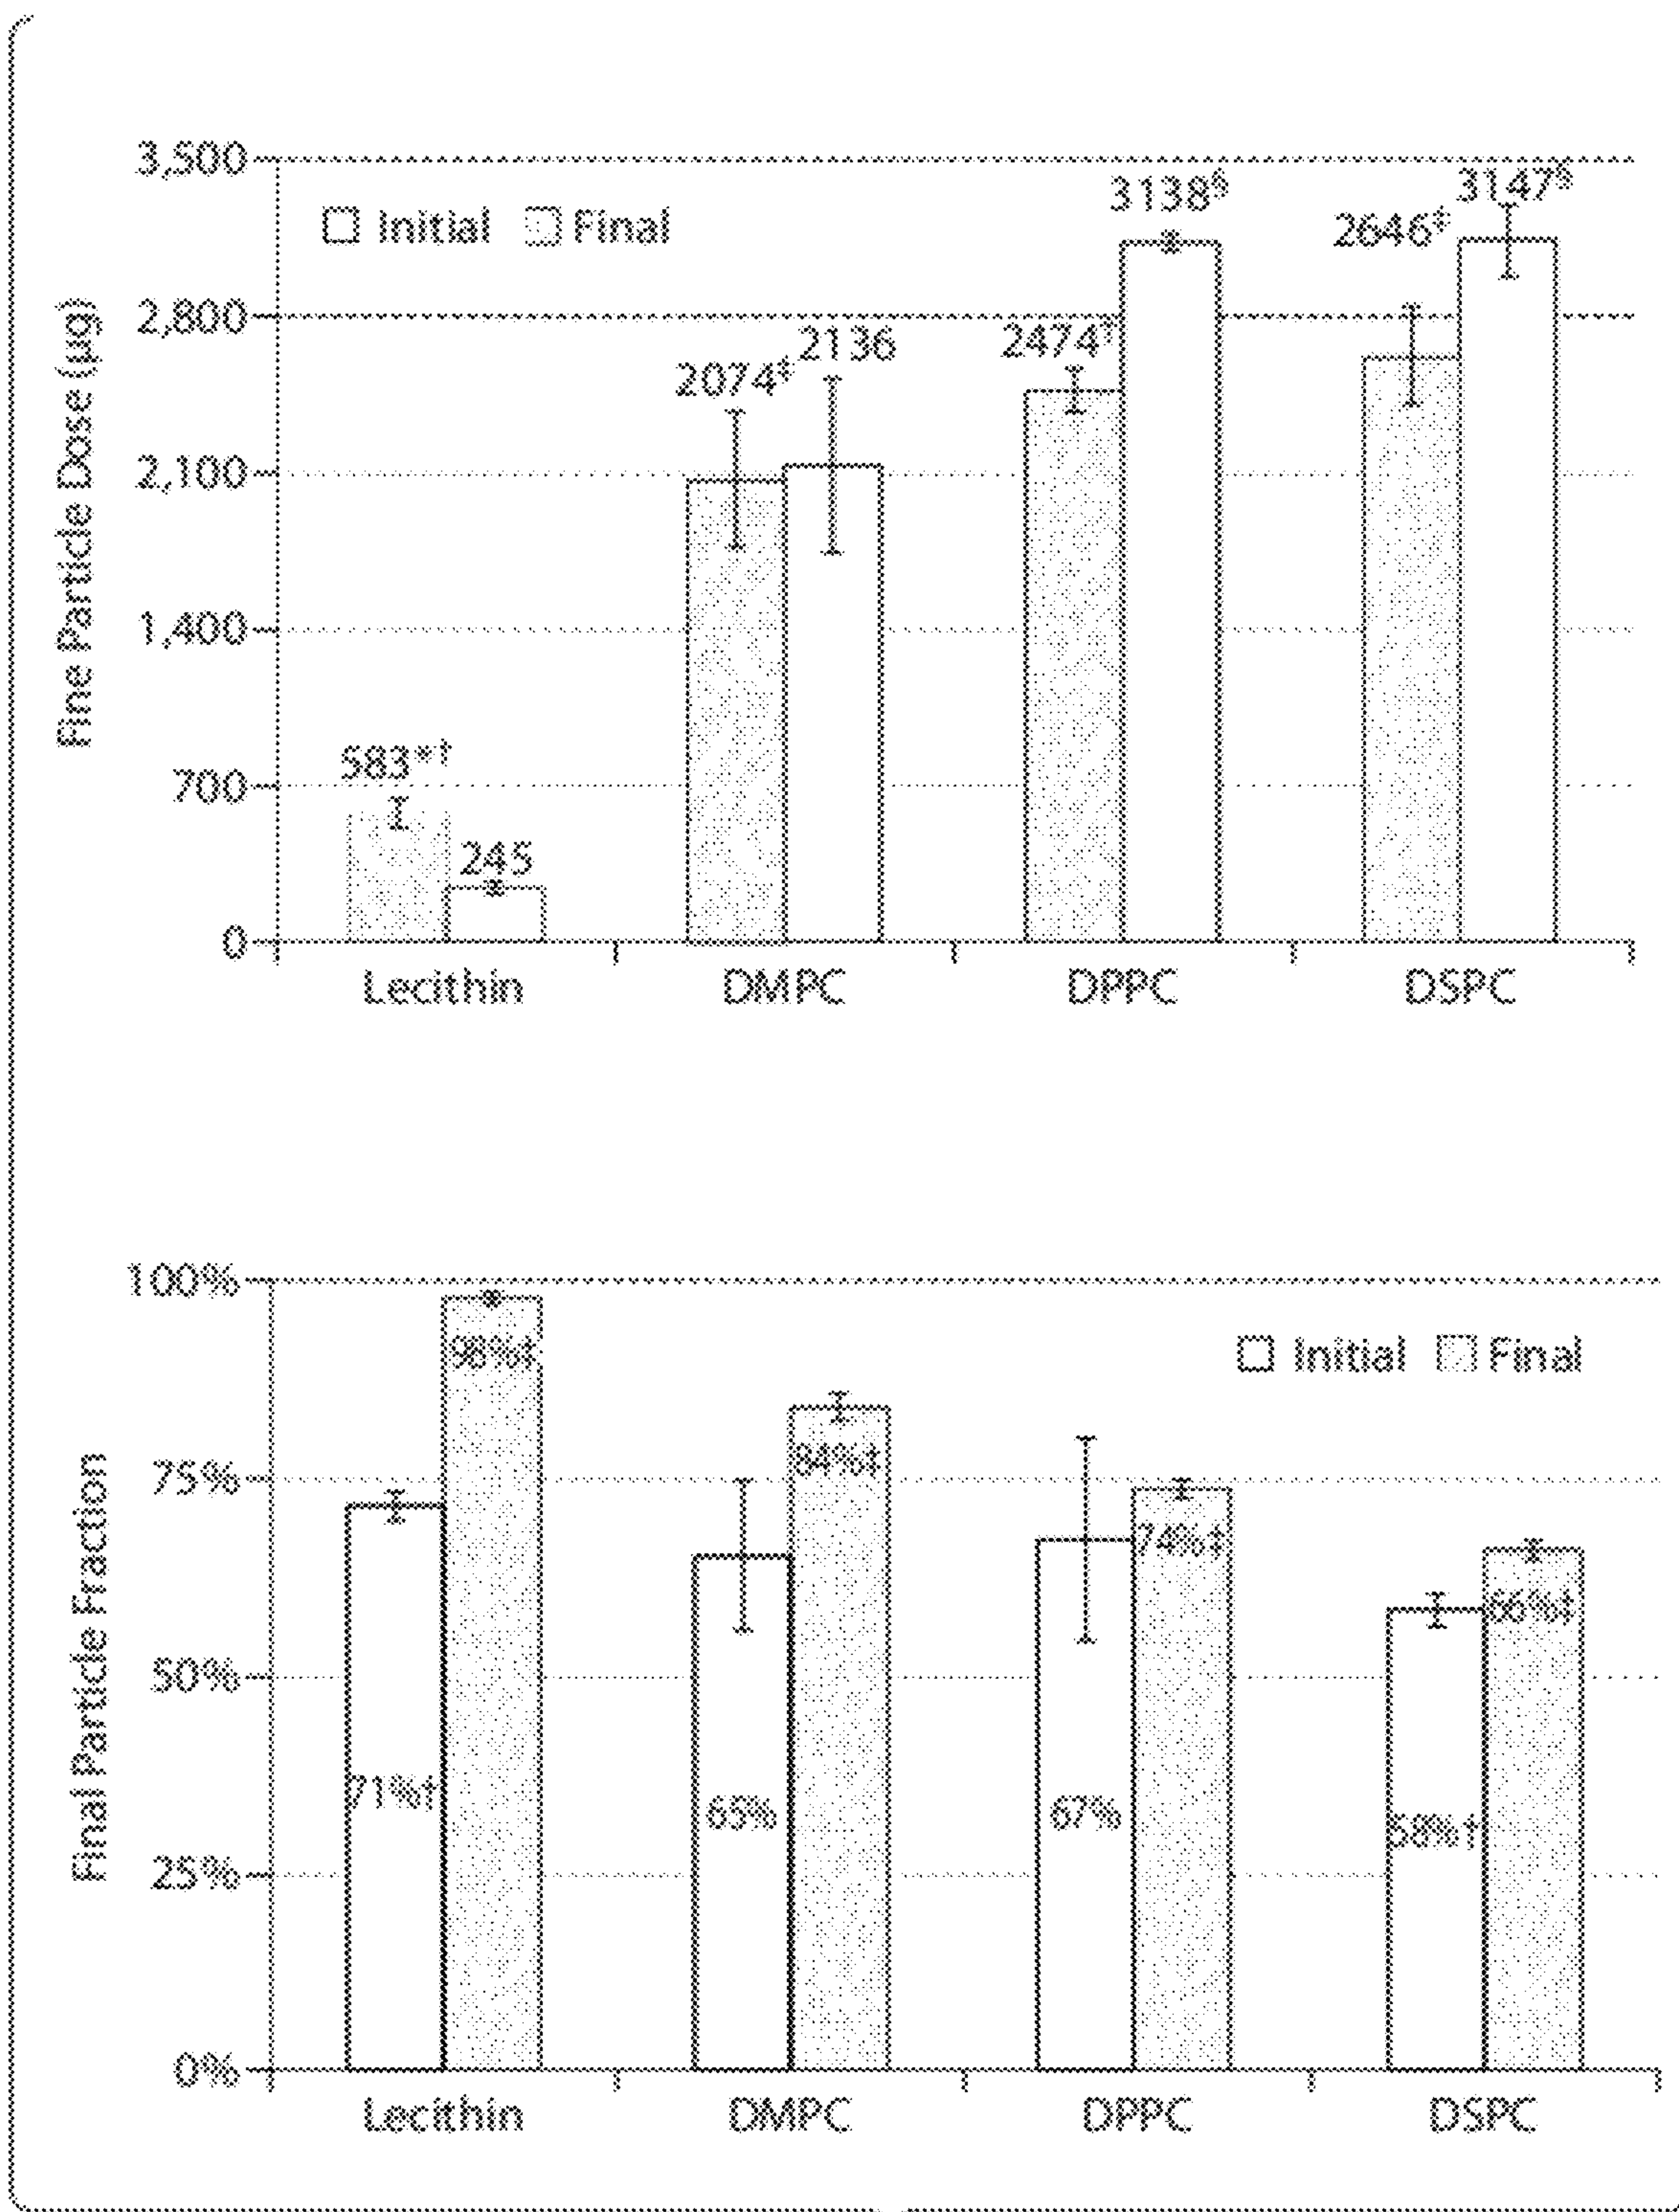 3,500
3138§
3147§
Initial
Final
2646‡
2,800
2474‡
2136
2074‡
2,100
Fine Particle Dose (µg)
1,400
583*†
700
245
0
Lecithin
DMPC
DPPC
DSPC
100%
98%‡
Initial
Final
84%‡
75%
74%‡
66%‡
Final Particle Fraction
50%
71%†
65%
67%
58%†
25%
0%
Lecithin
DMPC
DPPC
DSPC